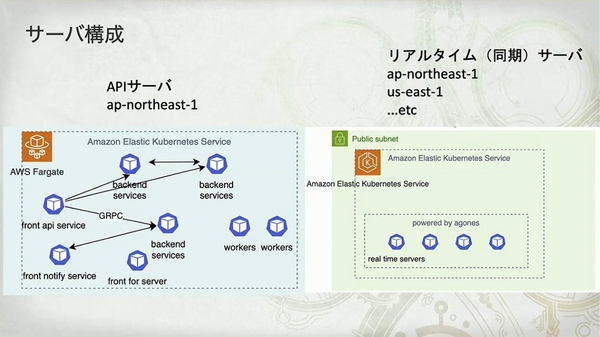 サーバ構成
APIサーバ
ap-northeast-1
リアルタイム（同期）サーバ
ap-northeast-1
us-east-1
...etc
Amazon Elastic Kubernetes Service
AWS Fargate
backend
services
backend
services
front api service
GRPC
backend
services
workers
workers
front notify service
front for server
Public subnet
Amazon Elastic Kubernetes Service
Amazon Elastic Kubernetes Service
powered by agones
real time servers